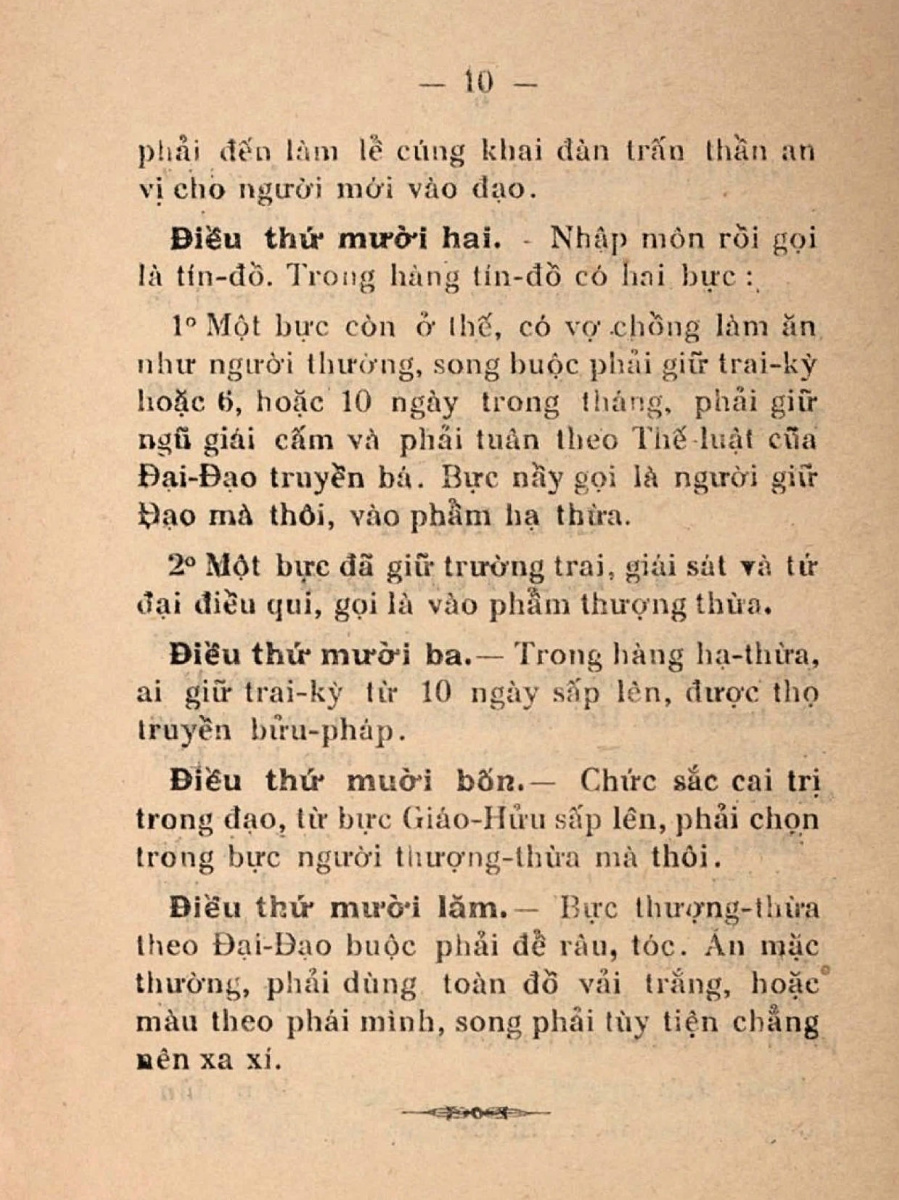 — 10 —
phải đến làm lễ cúng khai đàn trấn thần an
vị cho người mới vào đạo.
Điều thứ mười hai. - Nhập môn rồi gọi
là tín-đồ. Trong hàng tín-đồ có hai bực :
1º Một bực còn ở thế, có vợ chồng làm ăn
như người thường, song buộc phải giữ trai-kỳ
hoặc 6, hoặc 10 ngày trong tháng, phải giữ
ngũ giái cấm và phải tuân theo Thế-luật của
Đại-Đạo truyền bá. Bực nầy gọi là người giữ
Đạo mà thôi, vào phẩm hạ thừa.
2º Một bực đã giữ trường trai, giái sát và tứ
đại điều qui, gọi là vào phẩm thượng thừa.
Điều thứ mười ba.— Trong hàng hạ-thừa,
ai giữ trai-kỳ từ 10 ngày sấp lên, được thọ
truyền bửu-pháp.
Điều thứ muời bốn.— Chức sắc cai trị
trong đạo, từ bực Giáo-Hửu sấp lên, phải chọn
trong bực người thượng-thừa mà thôi.
Điều thứ mười lăm.— Bực thượng-thừa
theo Đại-Đạo buộc phải để râu, tóc. Ăn mặc
thường, phải dùng toàn đồ vải trắng, hoặc
màu theo phái mình, song phải tùy tiện chẳng
nên xa xí.